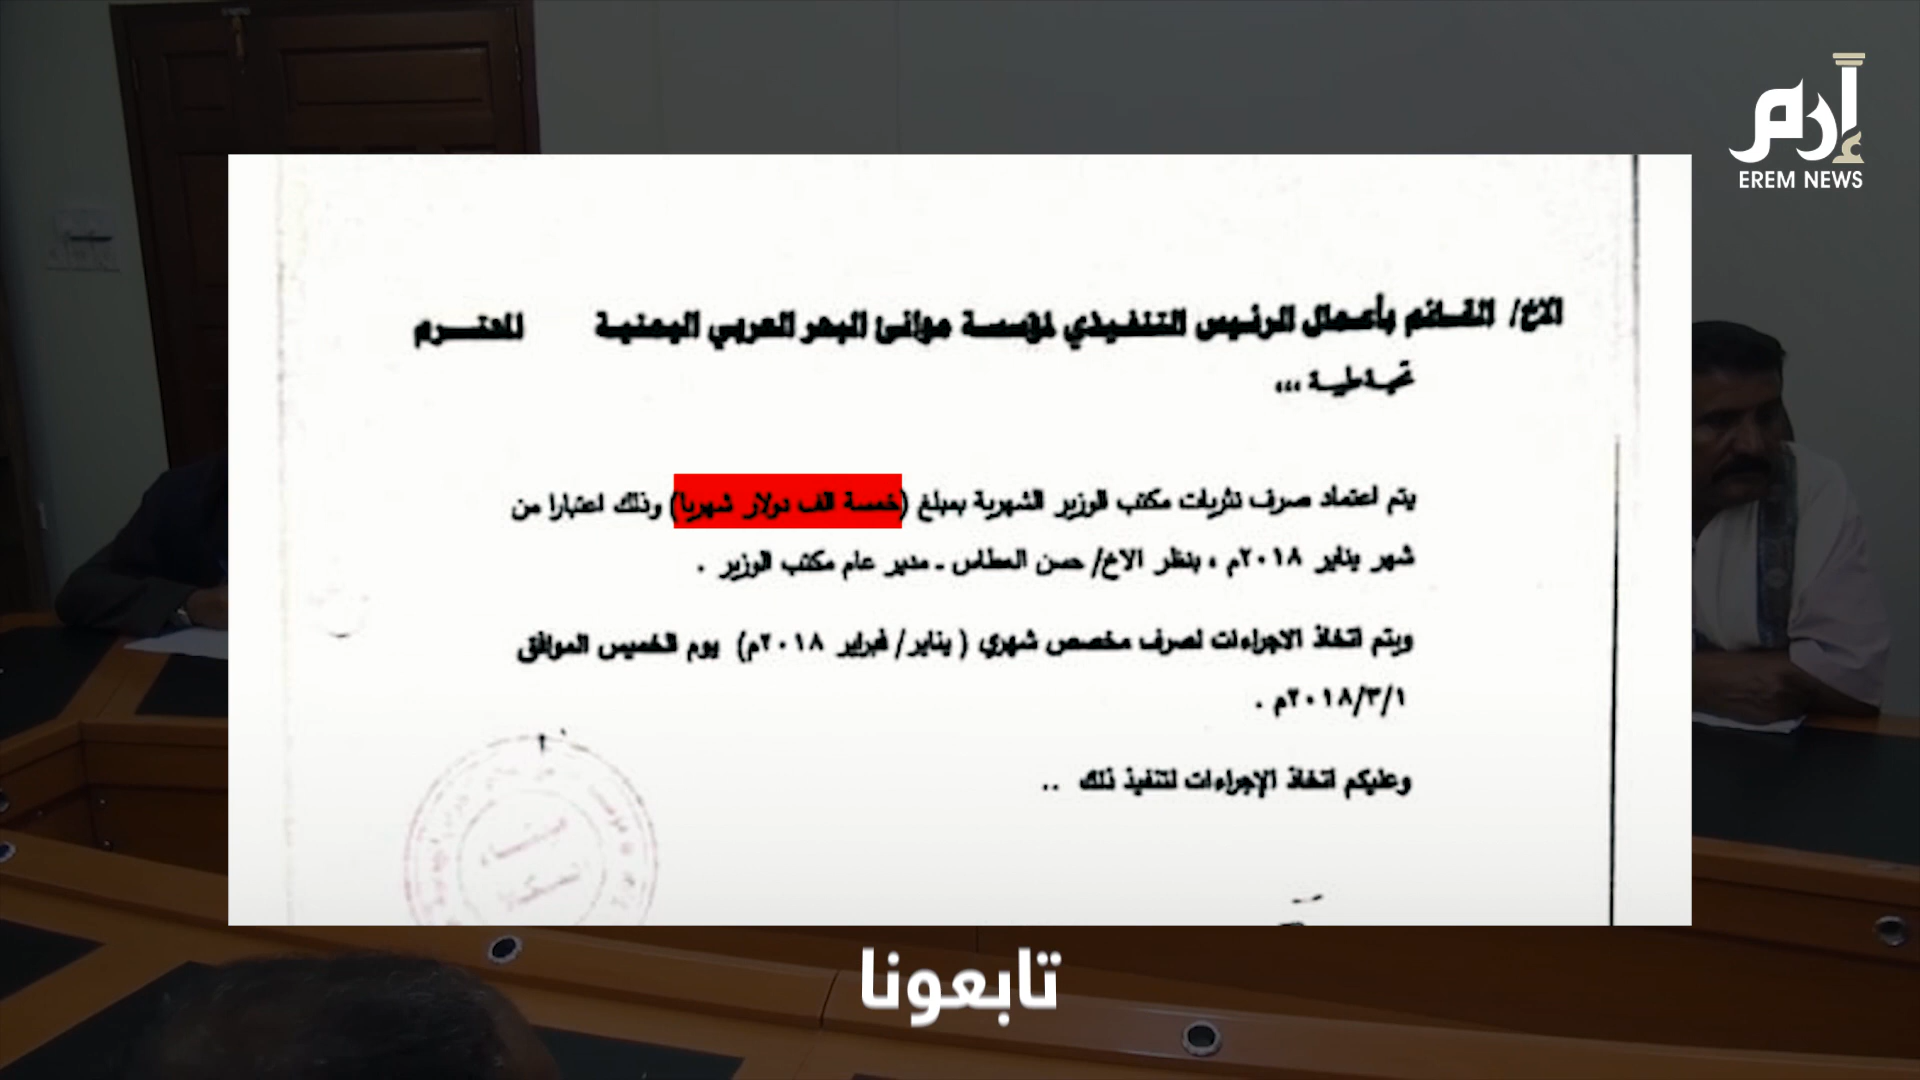 إرم
EREM NEWS
الاخ/ القائم بأعمال الرئيس التنفيذي لمؤسسة موانئ البحر العربي اليمنية المحترم
تحية طيبة ،،،
يتم اعتماد صرف نثريات مكتب الوزير الشهرية بمبلغ (خمسة الف دولار شهريا) وذلك اعتبارا من
شهر يناير ٢٠١٨م ، بنظر الاخ/ حسن العطاس ـ مدير عام مكتب الوزير .
ويتم اتخاذ الاجراءات لصرف مخصص شهري ( يناير/ فبراير ٢٠١٨م) يوم الخميس الموافق
٢٠١٨/٣/١م .
وعليكم اتخاذ الإجراءات لتنفيذ ذلك ..
تابعونا